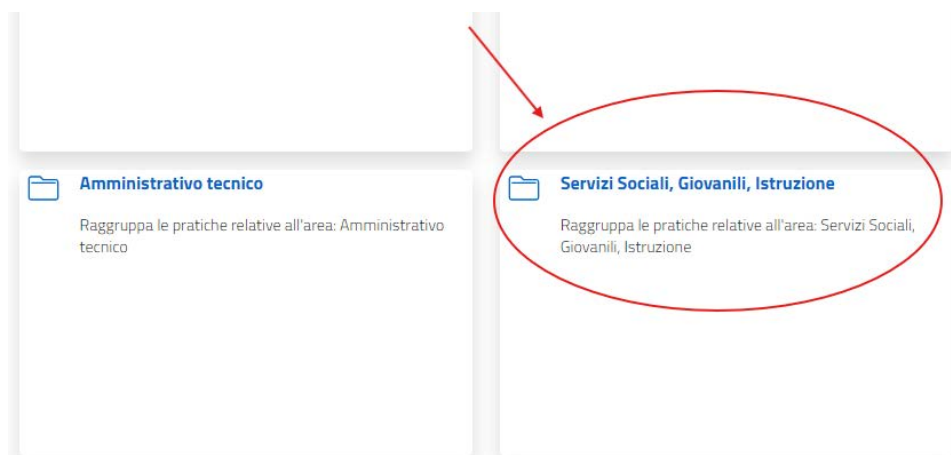 Amministrativo tecnico
Raggruppa le pratiche relative all'area: Amministrativo
tecnico
Servizi Sociali, Giovanili, Istruzione
Raggruppa le pratiche relative all'area: Servizi Sociali,
Giovanili, Istruzione